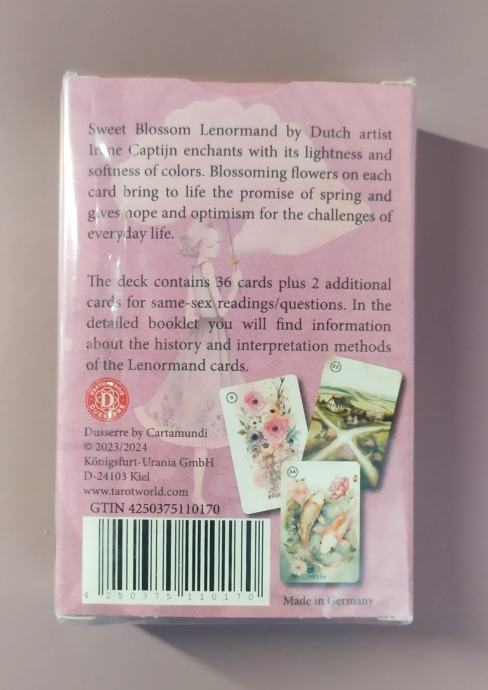 Sweet Blossom Lenormand by Dutch artist
Irene Captijn enchants with its lightness and
softness of colors. Blossoming flowers on each
card bring to life the promise of spring and
gives hope and optimism for the challenges of
everyday life.
The deck contains 36 cards plus 2 additional
cards for same-sex readings/questions. In the
detailed booklet you will find information
about the history and interpretation methods
of the Lenormand cards.
D
DUSSERRE
Dusserre by Cartamundi
© 2023/2024
Königsfurt-Urania GmbH
D-24103 Kiel
www.tarotworld.com
GTIN 4250375110170
4 250375 110170
9
22
34
Made in Germany